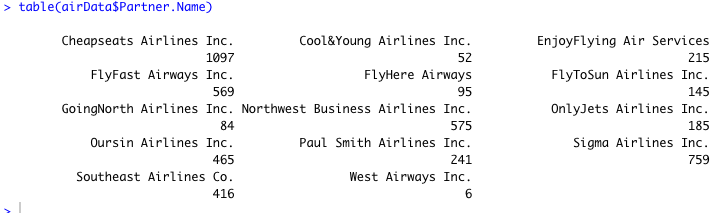 > table(airData$Partner.Name)
Cheapseats Airlines Inc. Cool&Young Airlines Inc. EnjoyFlying Air Services
1097 52 215
FlyFast Airways Inc. FlyHere Airways FlyToSun Airlines Inc.
569 95 145
GoingNorth Airlines Inc. Northwest Business Airlines Inc. OnlyJets Airlines Inc.
84 575 185
Oursin Airlines Inc. Paul Smith Airlines Inc. Sigma Airlines Inc.
465 241 759
Southeast Airlines Co. West Airways Inc.
416 6
>